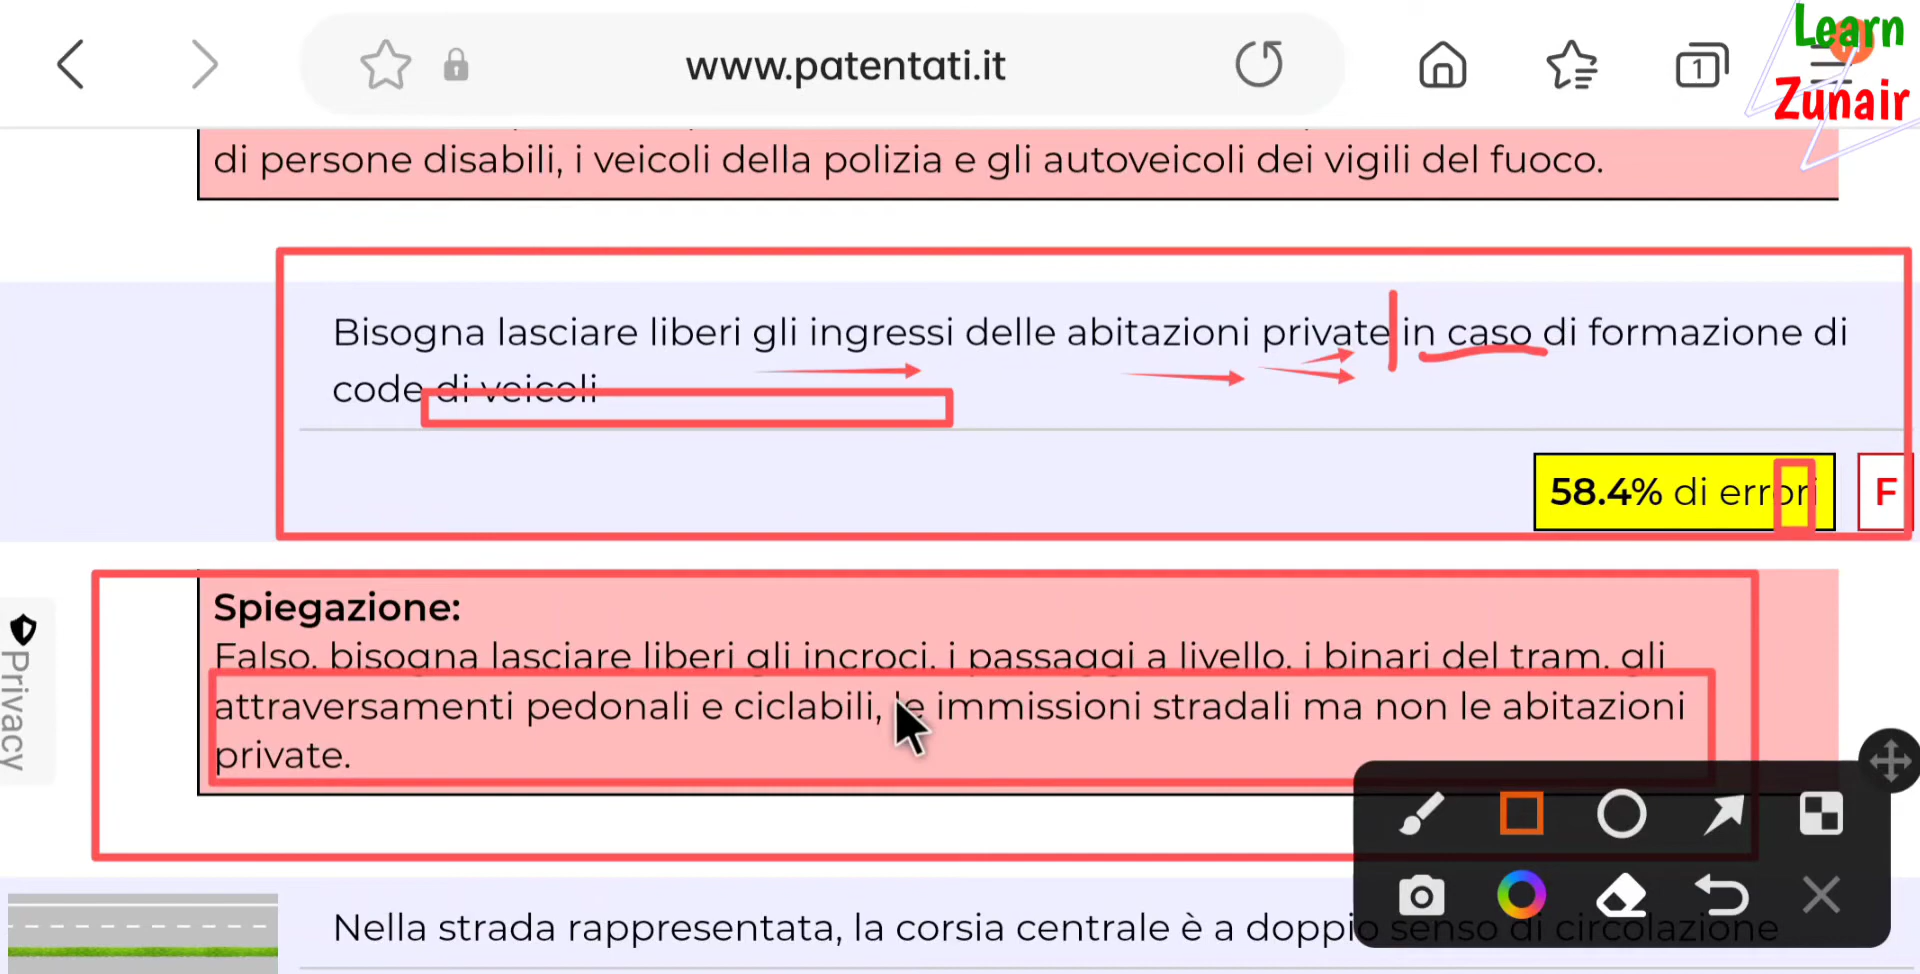 www.patentati.it
1
Learn
Zunair
di persone disabili, i veicoli della polizia e gli autoveicoli dei vigili del fuoco.
Bisogna lasciare liberi gli ingressi delle abitazioni private in caso di formazione di
code di veicoli
58.4% di errori
F
Spiegazione:
Falso, bisogna lasciare liberi gli incroci, i passaggi a livello, i binari del tram, gli
attraversamenti pedonali e ciclabili, le immissioni stradali ma non le abitazioni
private.
Privacy
Nella strada rappresentata, la corsia centrale è a doppio senso di circolazione